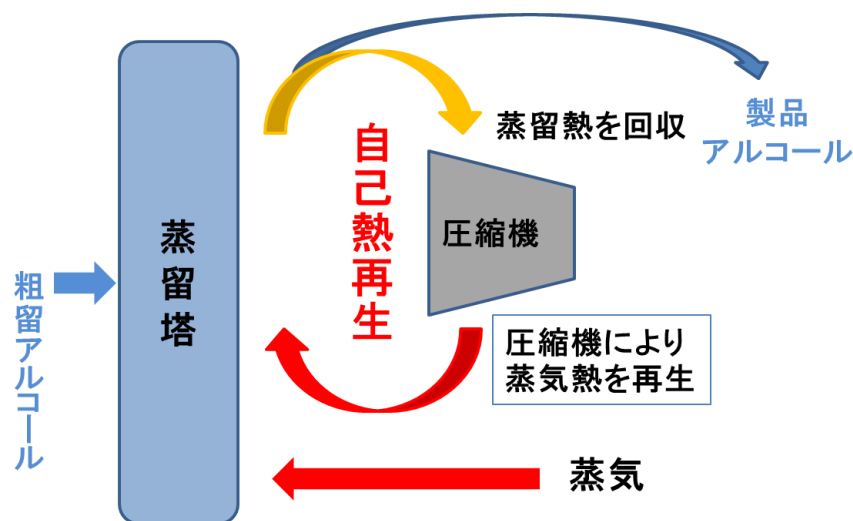 粗留アルコール
蒸留塔
自己熱再生
蒸留熱を回収
製品
アルコール
圧縮機
圧縮機により
蒸気熱を再生
蒸気